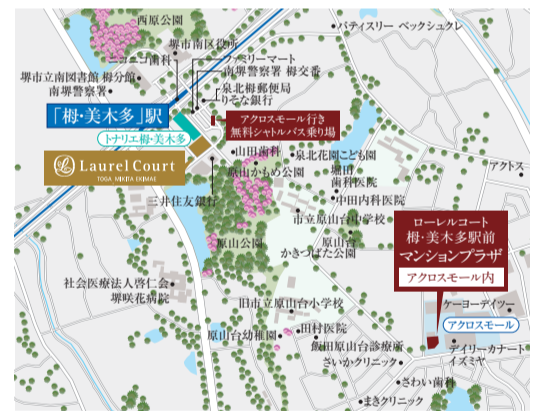 西原公園
パティスリー ベックシュクレ
堺市南区役所
ニコニコ歯科
ファミリーマート
南堺警察署 栂交番
堺市立南図書館 栂分館
南堺警察署
泉北栂郵便局
りそな銀行
「栂・美木多」駅
アクロスモール行き
無料シャトルバス乗り場
トナリエ栂・美木多
山田歯科
泉北花園こども園
Laurel Court
TOGA MIKITA EKIMAE
原山かもめ公園
堀田
歯科医院
アクトス
中田内科医院
三井住友銀行
市立原山台中学校
ローレルコート
栂・美木多駅前
マンションプラザ
アクロスモール内
原山公園
原山台
かきつばた公園
社会医療法人啓仁会
堺咲花病院
ケーヨーデイツー
旧市立原山台小学校
アクロスモール
原山台幼稚園
田村医院
飯田原山台診療所
デイリーカナート
イズミヤ
さいかクリニック
さわい歯科
まきクリニック